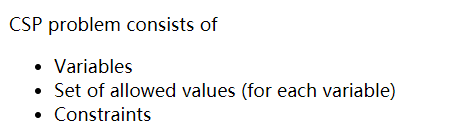 CSP problem consists of
• Variables
• Set of allowed values (for each variable)
• Constraints